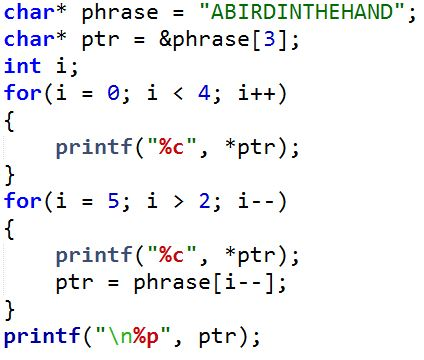 char* phrase = "ABIRDINTHEHAND";
char* ptr = &phrase[3];
int i;
for(i = 0; i < 4; i++)
{
    printf("%c", *ptr);
}
for(i = 5; i > 2; i--)
{
    printf("%c", *ptr);
    ptr = phrase[i--];
}
printf("\n%p", ptr);